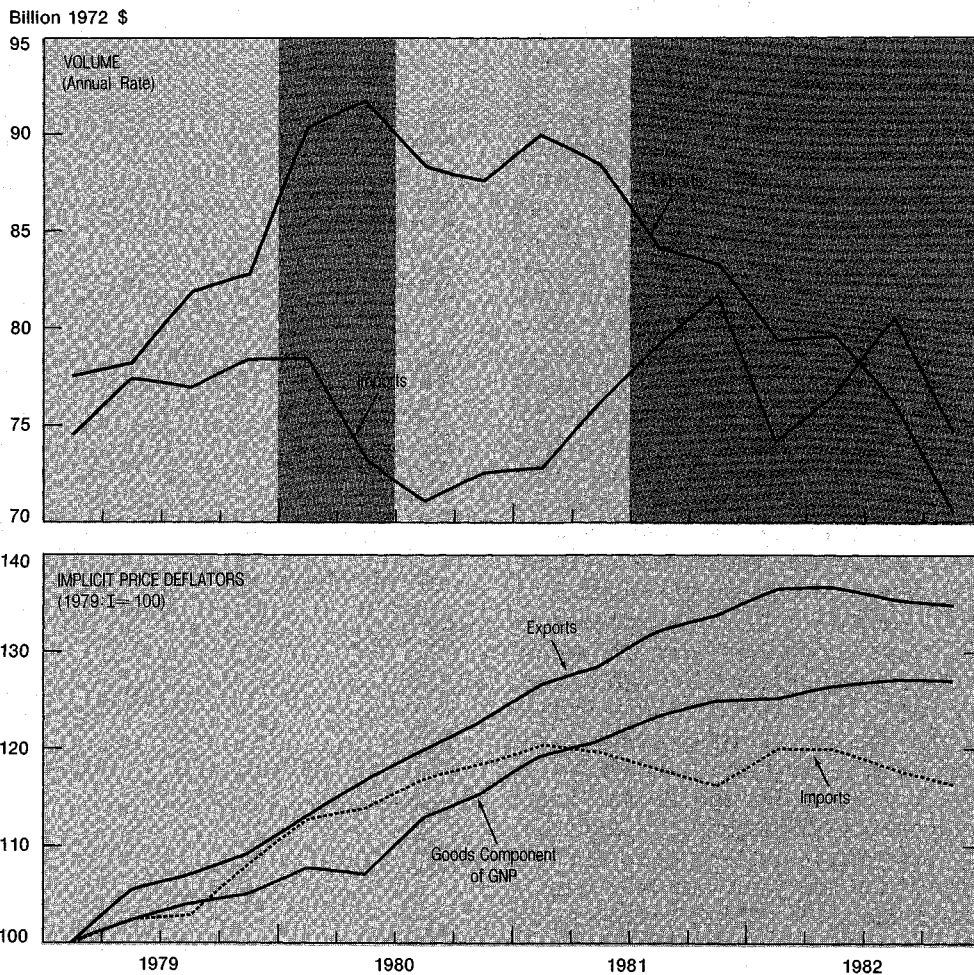 Billion 1972 $
95
VOLUME
(Annual Rate)
90
85
Exports
80
Imports
75
70
140
IMPLICIT PRICE DEFLATORS
(1979: I— 100)
Exports
130
120
Imports
110
Goods Component
of GNP
100
1979
1980
1981
1982